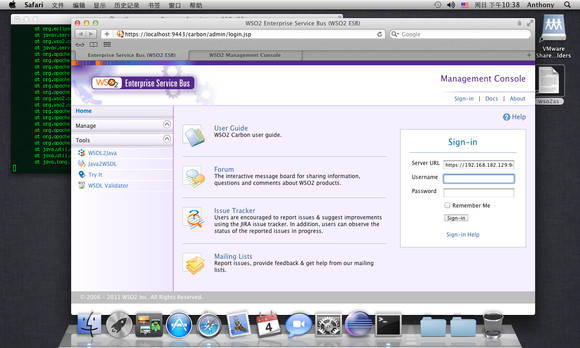 Safari 文件 编辑 显示 历史记录 书签 窗口 帮助 周日 下午10:38 Anthony
WSO2 Enterprise Service Bus (WSO2 ESB)
https://localhost:9443/carbon/admin/login.jsp
Google
Enterprise Service Bus (WSO2 ESB)
WSO2 Management Console
WSO2 Enterprise Service Bus
Management Console
Sign-in | Docs | About
Home
Manage
Tools
WSDL2Java
Java2WSDL
Try It
WSDL Validator
Help
User Guide
WSO2 Carbon user guide.
Forum
The interactive message board for sharing information,
questions and comments about WSO2 products.
Issue Tracker
Users are encouraged to report issues & suggest improvements
using the JIRA issue tracker. In addition, users can observe the
status of the reported issues in progress.
Mailing Lists
Report issues, provide feedback & get help from our mailing
lists.
Sign-in
Server URL https://192.168.182.129:9
Username
Password
Remember Me
Sign-in
Sign-in Help
© 2006 - 2011 WSO2 Inc. All Rights Reserved.
VMware
Share...lders
wso2as
4